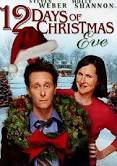 STEVEN WEBER MOLLY SHANNON
12 DAYS OF
CHRISTMAS
Eve